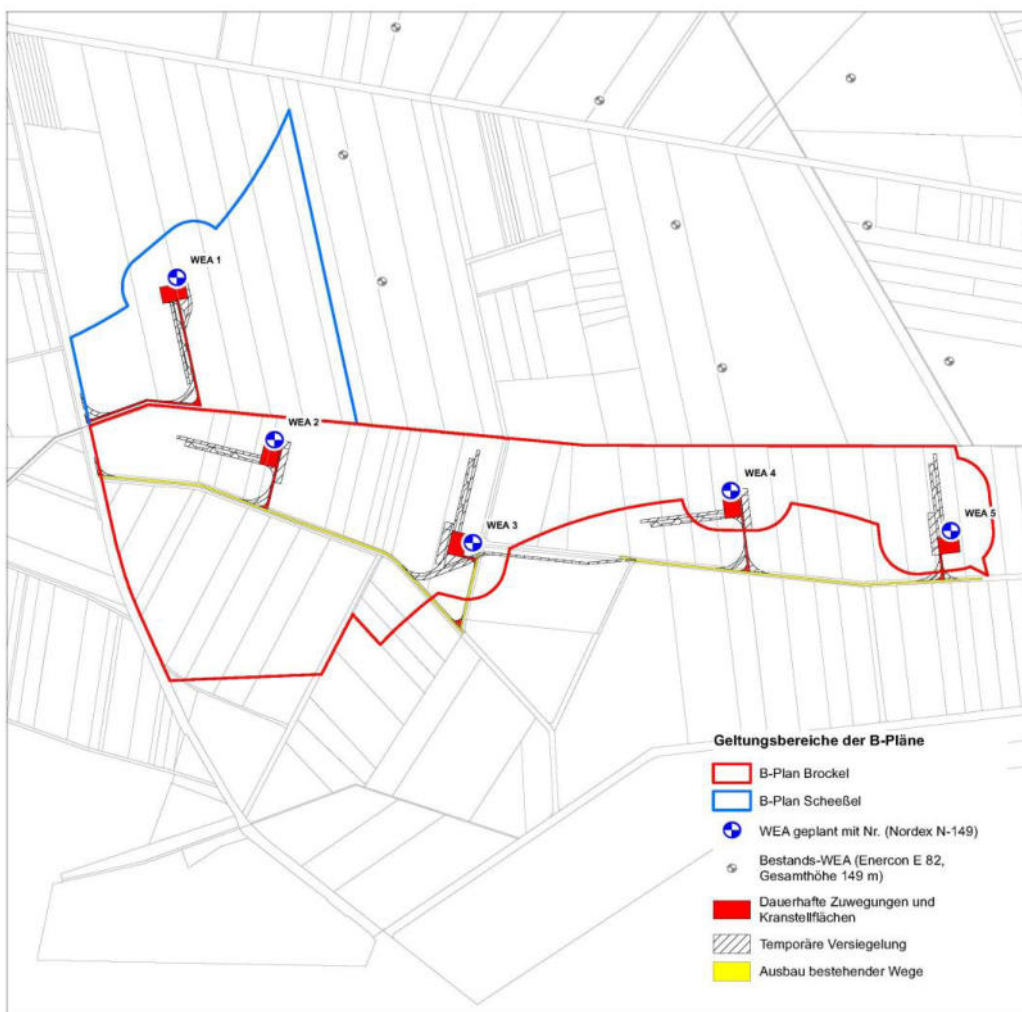 WEA 1
WEA 2
WEA 3
WEA 4
WEA 5
Geltungsbereiche der B-Pläne
B-Plan Brockel
B-Plan Scheeßel
WEA geplant mit Nr. (Nordex N-149)
Bestands-WEA (Enercon E 82,
Gesamthöhe 149 m)
Dauerhafte Zuwegungen und
Kranstellflächen
Temporäre Versiegelung
Ausbau bestehender Wege